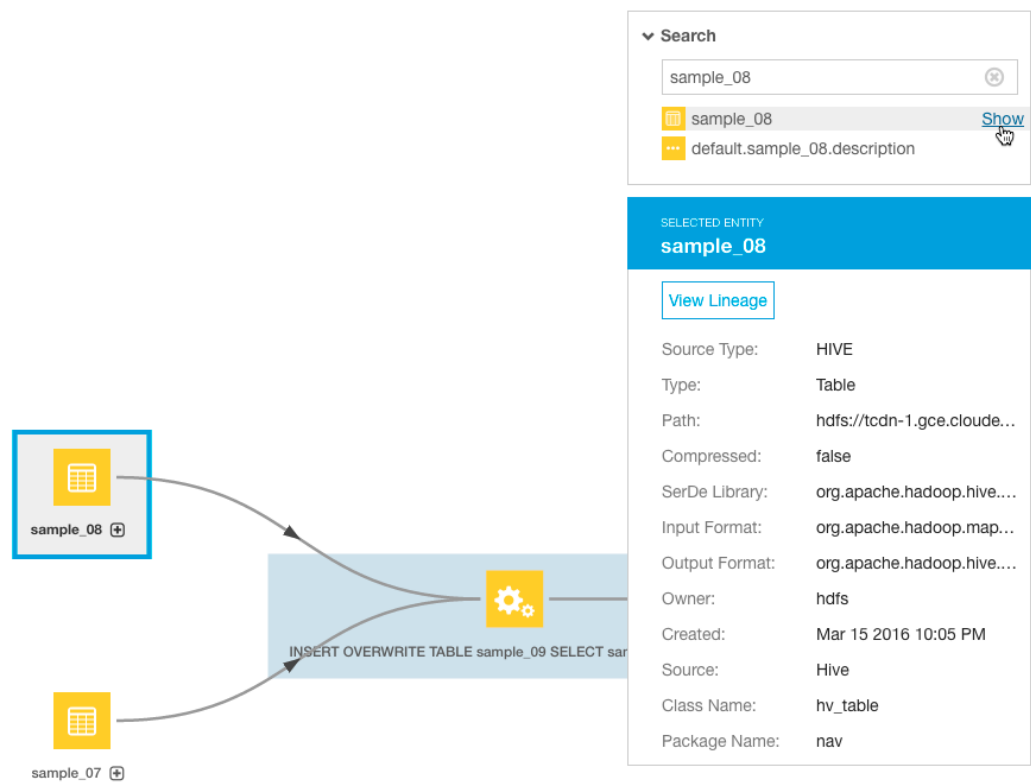 Search
sample_08
sample_08 Show
default.sample_08.description
SELECTED ENTITY
sample_08
View Lineage
Source Type: HIVE
Type: Table
Path: hdfs://tcdn-1.gce.cloude...
Compressed: false
SerDe Library: org.apache.hadoop.hive....
Input Format: org.apache.hadoop.map...
Output Format: org.apache.hadoop.hive....
Owner: hdfs
Created: Mar 15 2016 10:05 PM
Source: Hive
Class Name: hv_table
Package Name: nav
sample_08
INSERT OVERWRITE TABLE sample_09 SELECT sar
sample_07